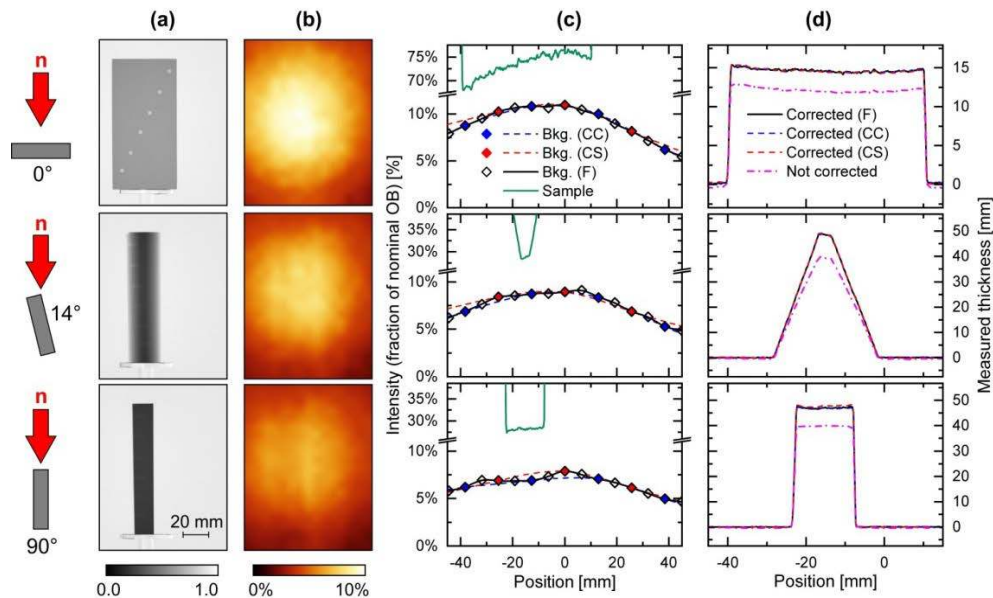 (a)
(b)
(c)
(d)
n
0°
n
14°
n
90°
20 mm
0.0
1.0
0%
10%
Intensity (fraction of nominal OB) [%]
75%
70%
10%
5%
0%
Bkg. (CC)
Bkg. (CS)
Bkg. (F)
Sample
35%
30%
10%
5%
0%
35%
30%
10%
5%
0%
-40
-20
0
20
40
Position [mm]
15
10
5
0
Corrected (F)
Corrected (CC)
Corrected (CS)
Not corrected
50
40
30
20
10
0
50
40
30
20
10
0
Measured thickness [mm]
-40
-20
0
Position [mm]